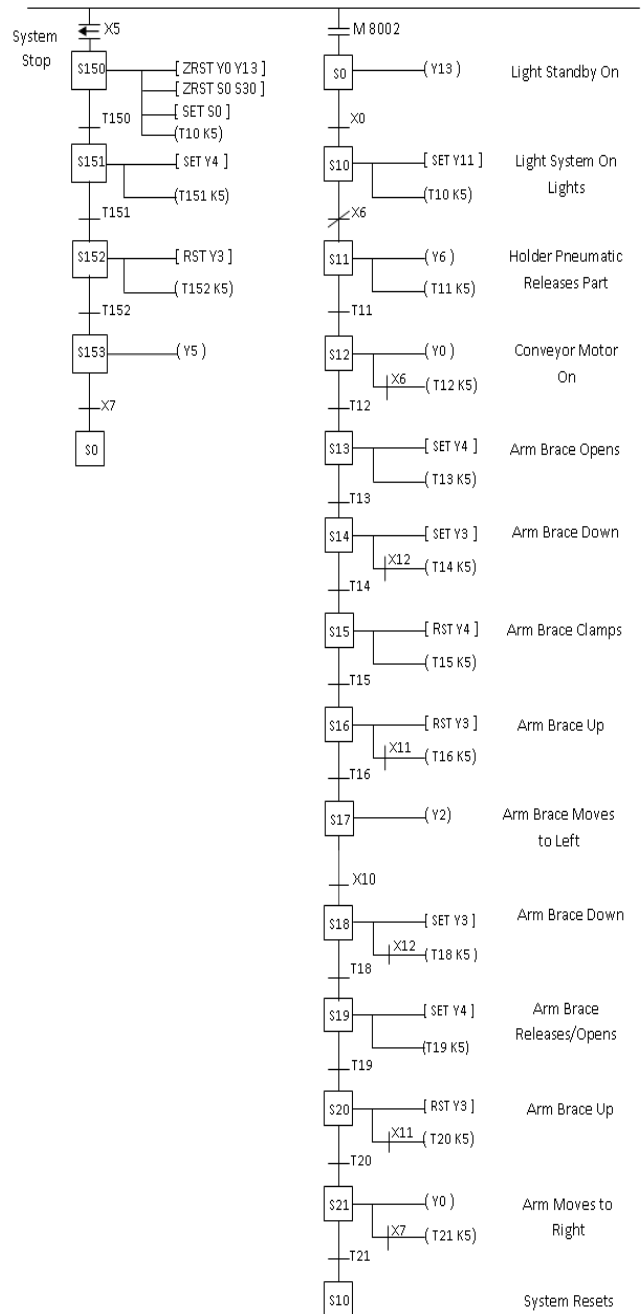 System
Stop
X5
S150
[ ZRST Y0 Y13 ]
[ ZRST S0 S30 ]
[ SET S0 ]
(T10 K5)
T150
S151
[ SET Y4 ]
(T151 K5)
T151
S152
[ RST Y3 ]
(T152 K5)
T152
S153
(Y5 )
X7
S0
M 8002
S0
(Y13 )
Light Standby On
X0
S10
[ SET Y11 ]
(T10 K5)
Light System On
Lights
X6
S11
(Y6 )
(T11 K5)
Holder Pneumatic
Releases Part
T11
S12
(Y0 )
X6
( T12 K5)
Conveyor Motor
On
T12
S13
[ SET Y4 ]
( T13 K5)
Arm Brace Opens
T13
S14
[ SET Y3 ]
X12
( T14 K5)
Arm Brace Down
T14
S15
[ RST Y4 ]
( T15 K5)
Arm Brace Clamps
T15
S16
[ RST Y3 ]
X11
( T16 K5)
Arm Brace Up
T16
S17
(Y2)
Arm Brace Moves
to Left
X10
S18
[ SET Y3 ]
X12
( T18 K5 )
Arm Brace Down
T18
S19
[ SET Y4 ]
(T19 K5)
Arm Brace
Releases/Opens
T19
S20
[ RST Y3 ]
X11
( T20 K5)
Arm Brace Up
T20
S21
(Y0)
X7
( T21 K5 )
Arm Moves to
Right
T21
S10
System Resets